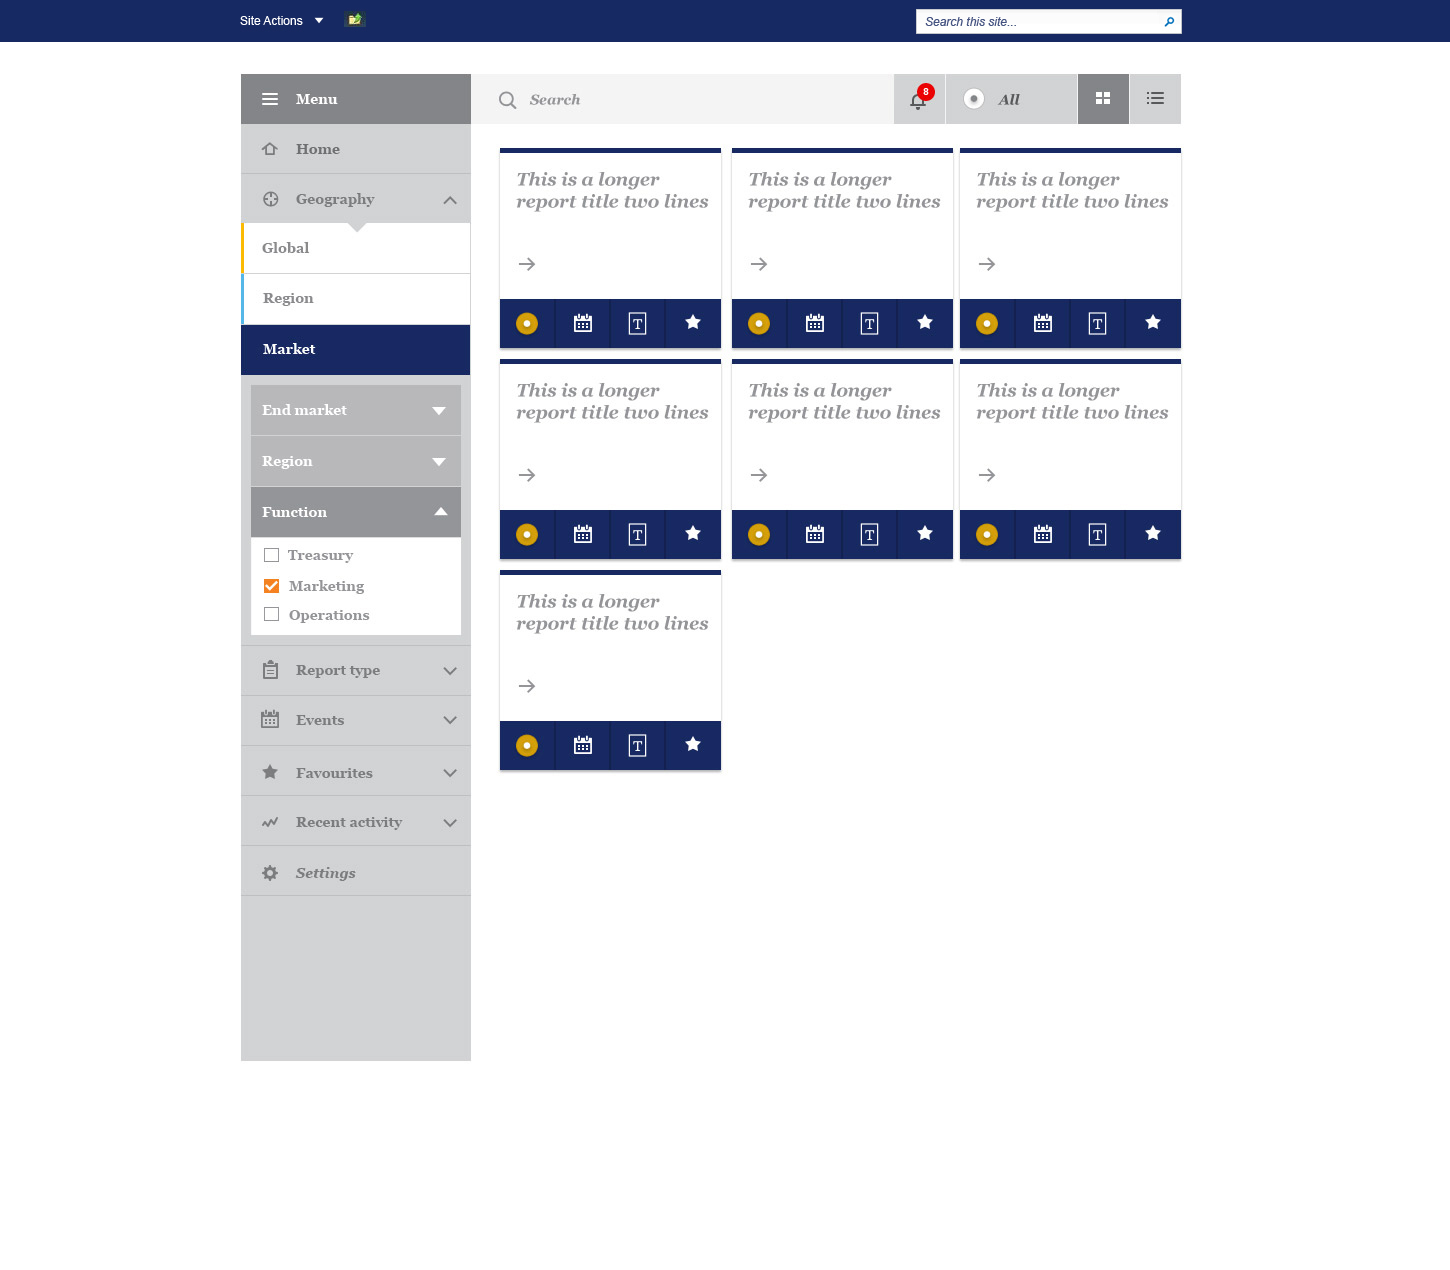 Site Actions
Search this site...
Menu
Search
8
All
Home
Geography
Global
Region
Market
End market
Region
Function
Treasury
Marketing
Operations
Report type
Events
Favourites
Recent activity
Settings
This is a longer
report title two lines
T
This is a longer
report title two lines
T
This is a longer
report title two lines
T
This is a longer
report title two lines
T
This is a longer
report title two lines
T
This is a longer
report title two lines
T
This is a longer
report title two lines
T